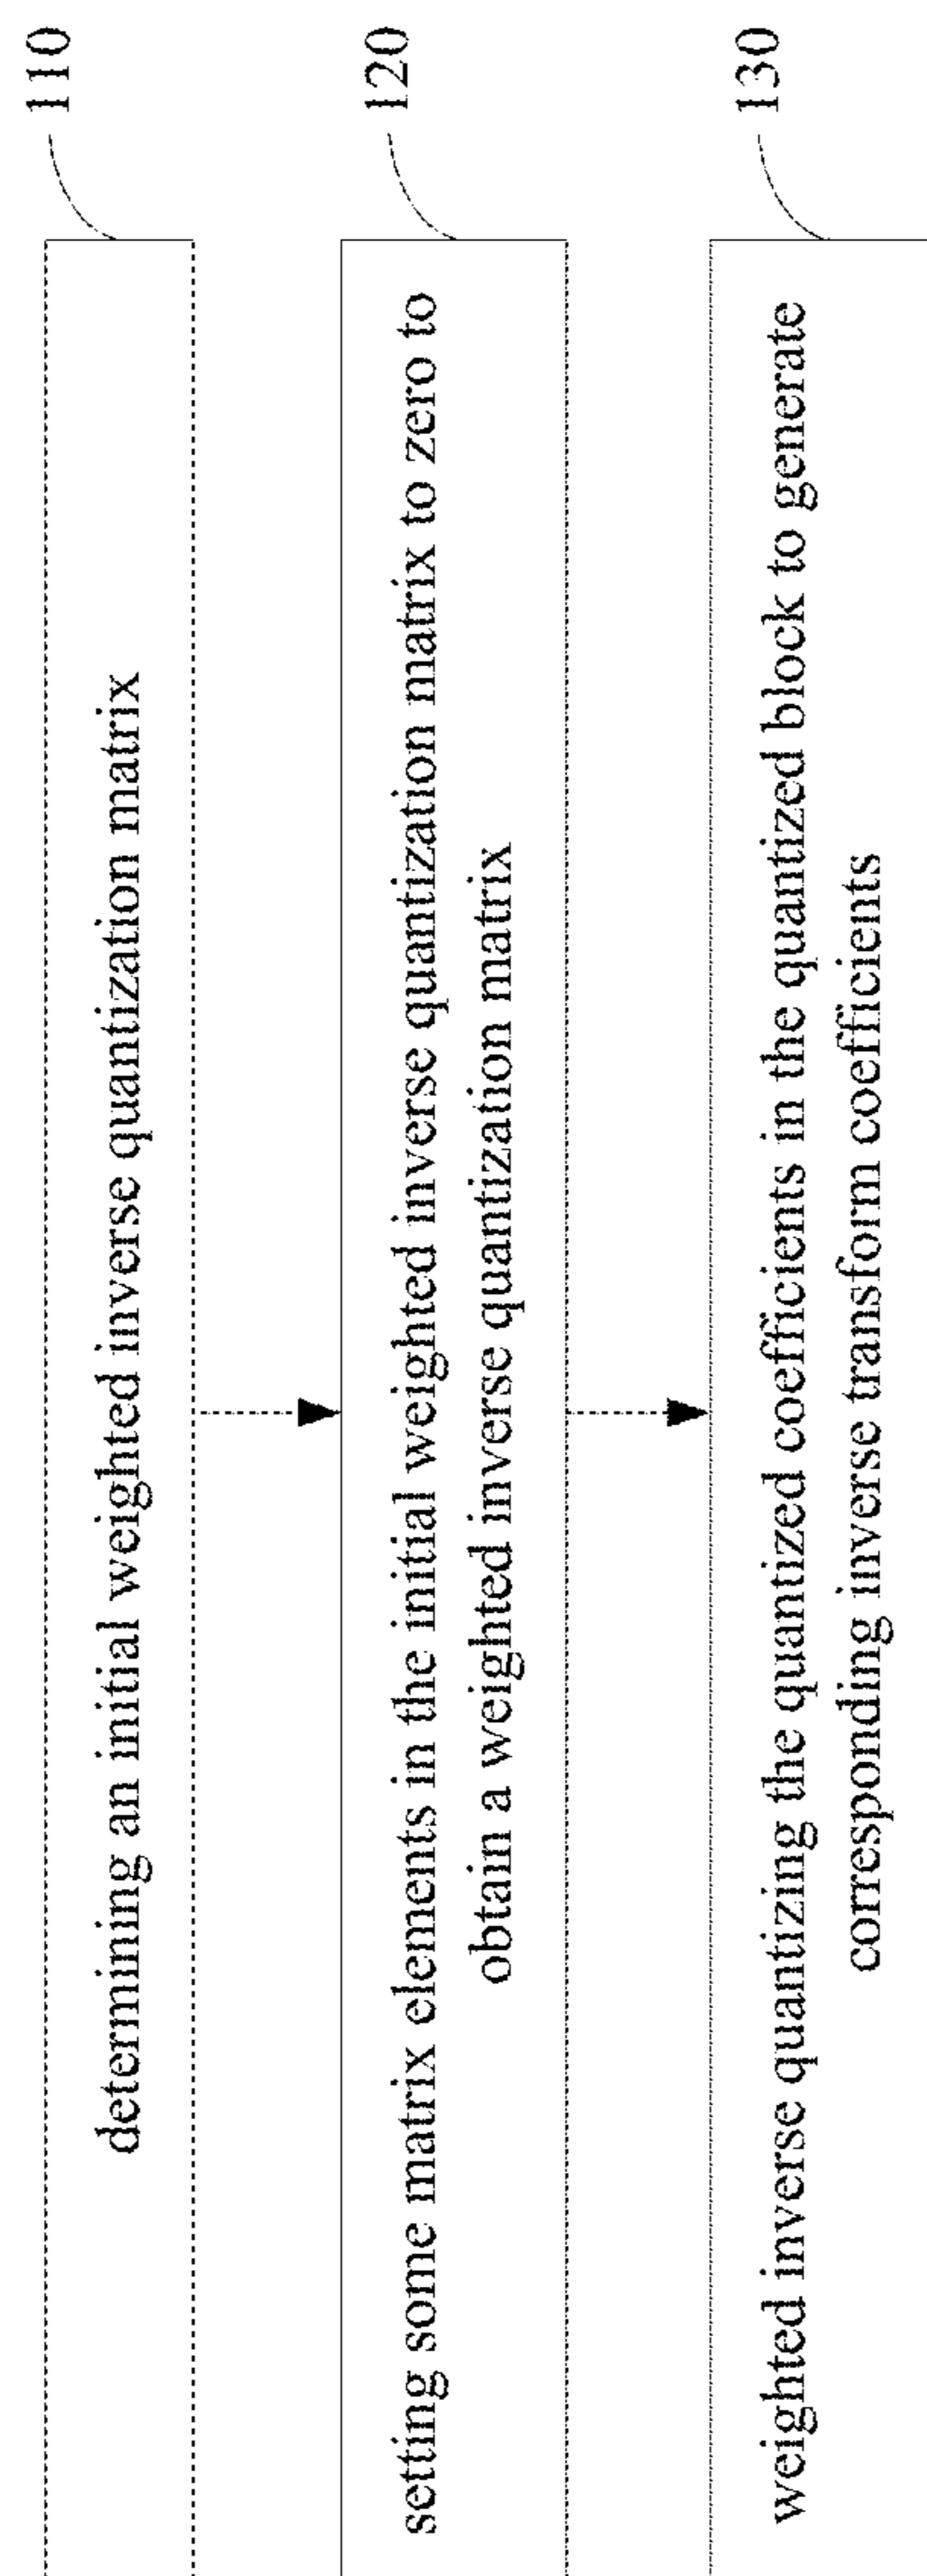 110
determining an initial weighted inverse quantization matrix
120
setting some matrix elements in the initial weighted inverse quantization matrix to zero to
obtain a weighted inverse quantization matrix
130
weighted inverse quantizing the quantized coefficients in the quantized block to generate
corresponding inverse transform coefficients